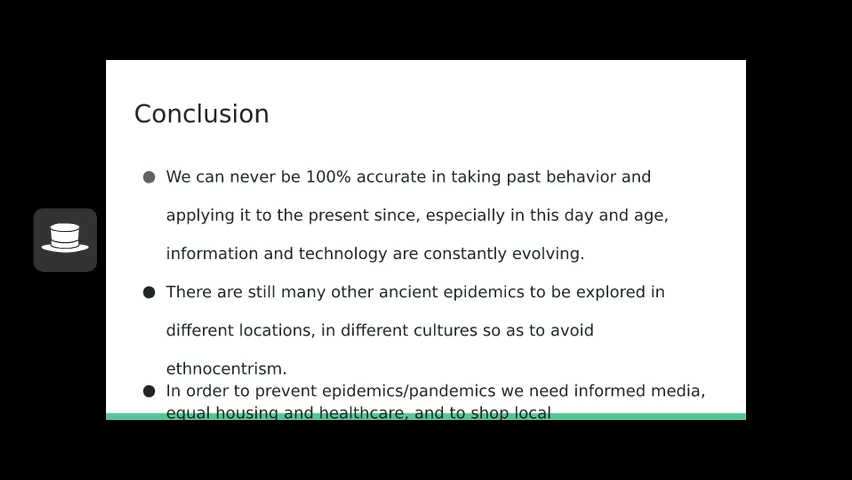 Conclusion
We can never be 100% accurate in taking past behavior and
applying it to the present since, especially in this day and age,
information and technology are constantly evolving.
There are still many other ancient epidemics to be explored in
different locations, in different cultures so as to avoid
ethnocentrism.
In order to prevent epidemics/pandemics we need informed media,
equal housing and healthcare, and to shop local